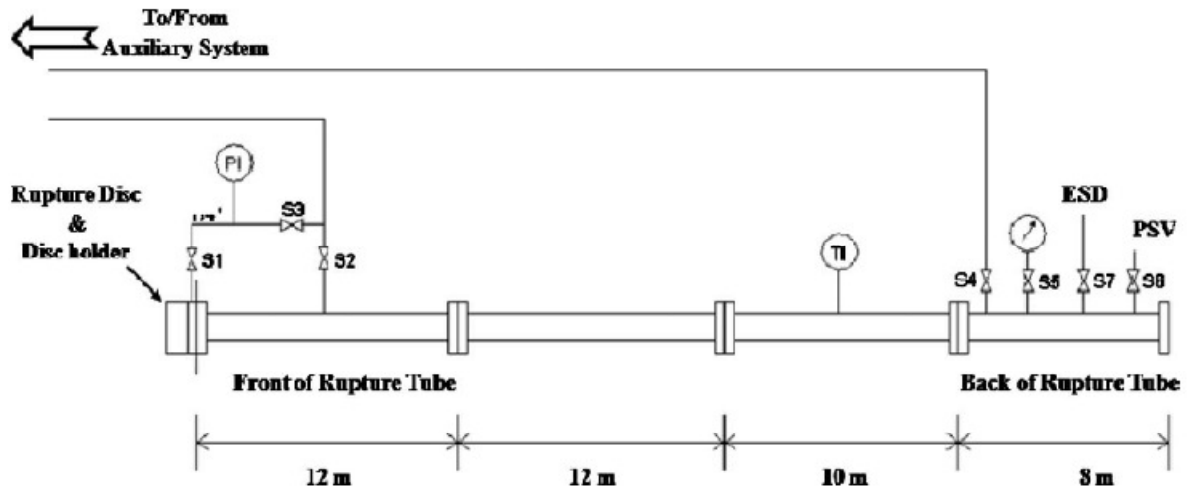 To/From
Auxiliary System
PI
Rupture Disc
&
Disc holder
S3
ESD
PSV
S1
S2
TI
S4
S5
S7
S8
Front of Rupture Tube
Back of Rupture Tube
12 m
12 m
10 m
8 m